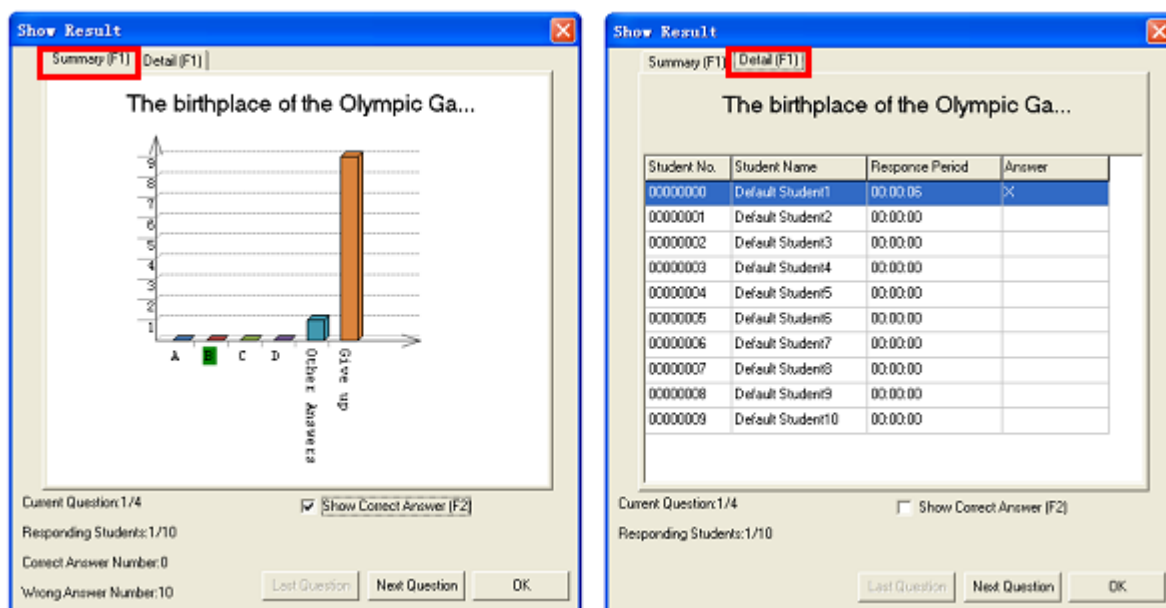 Show Result
Summary (F1) Detail (F1)
The birthplace of the Olympic Ga...
9
8
7
6
5
4
3
2
1
A B C D Other Answers Give up
Current Question:1/4
Show Correct Answer (F2)
Responding Students:1/10
Correct Answer Number:0
Wrong Answer Number:10
Last Question Next Question OK
Show Result
Summary (F1) Detail (F1)
The birthplace of the Olympic Ga...
Student No. Student Name Response Period Answer
00000000 Default Student1 00:00:06 X
00000001 Default Student2 00:00:00
00000002 Default Student3 00:00:00
00000003 Default Student4 00:00:00
00000004 Default Student5 00:00:00
00000005 Default Student6 00:00:00
00000006 Default Student7 00:00:00
00000007 Default Student8 00:00:00
00000008 Default Student9 00:00:00
00000009 Default Student10 00:00:00
Current Question:1/4
Show Correct Answer (F2)
Responding Students:1/10
Last Question Next Question OK